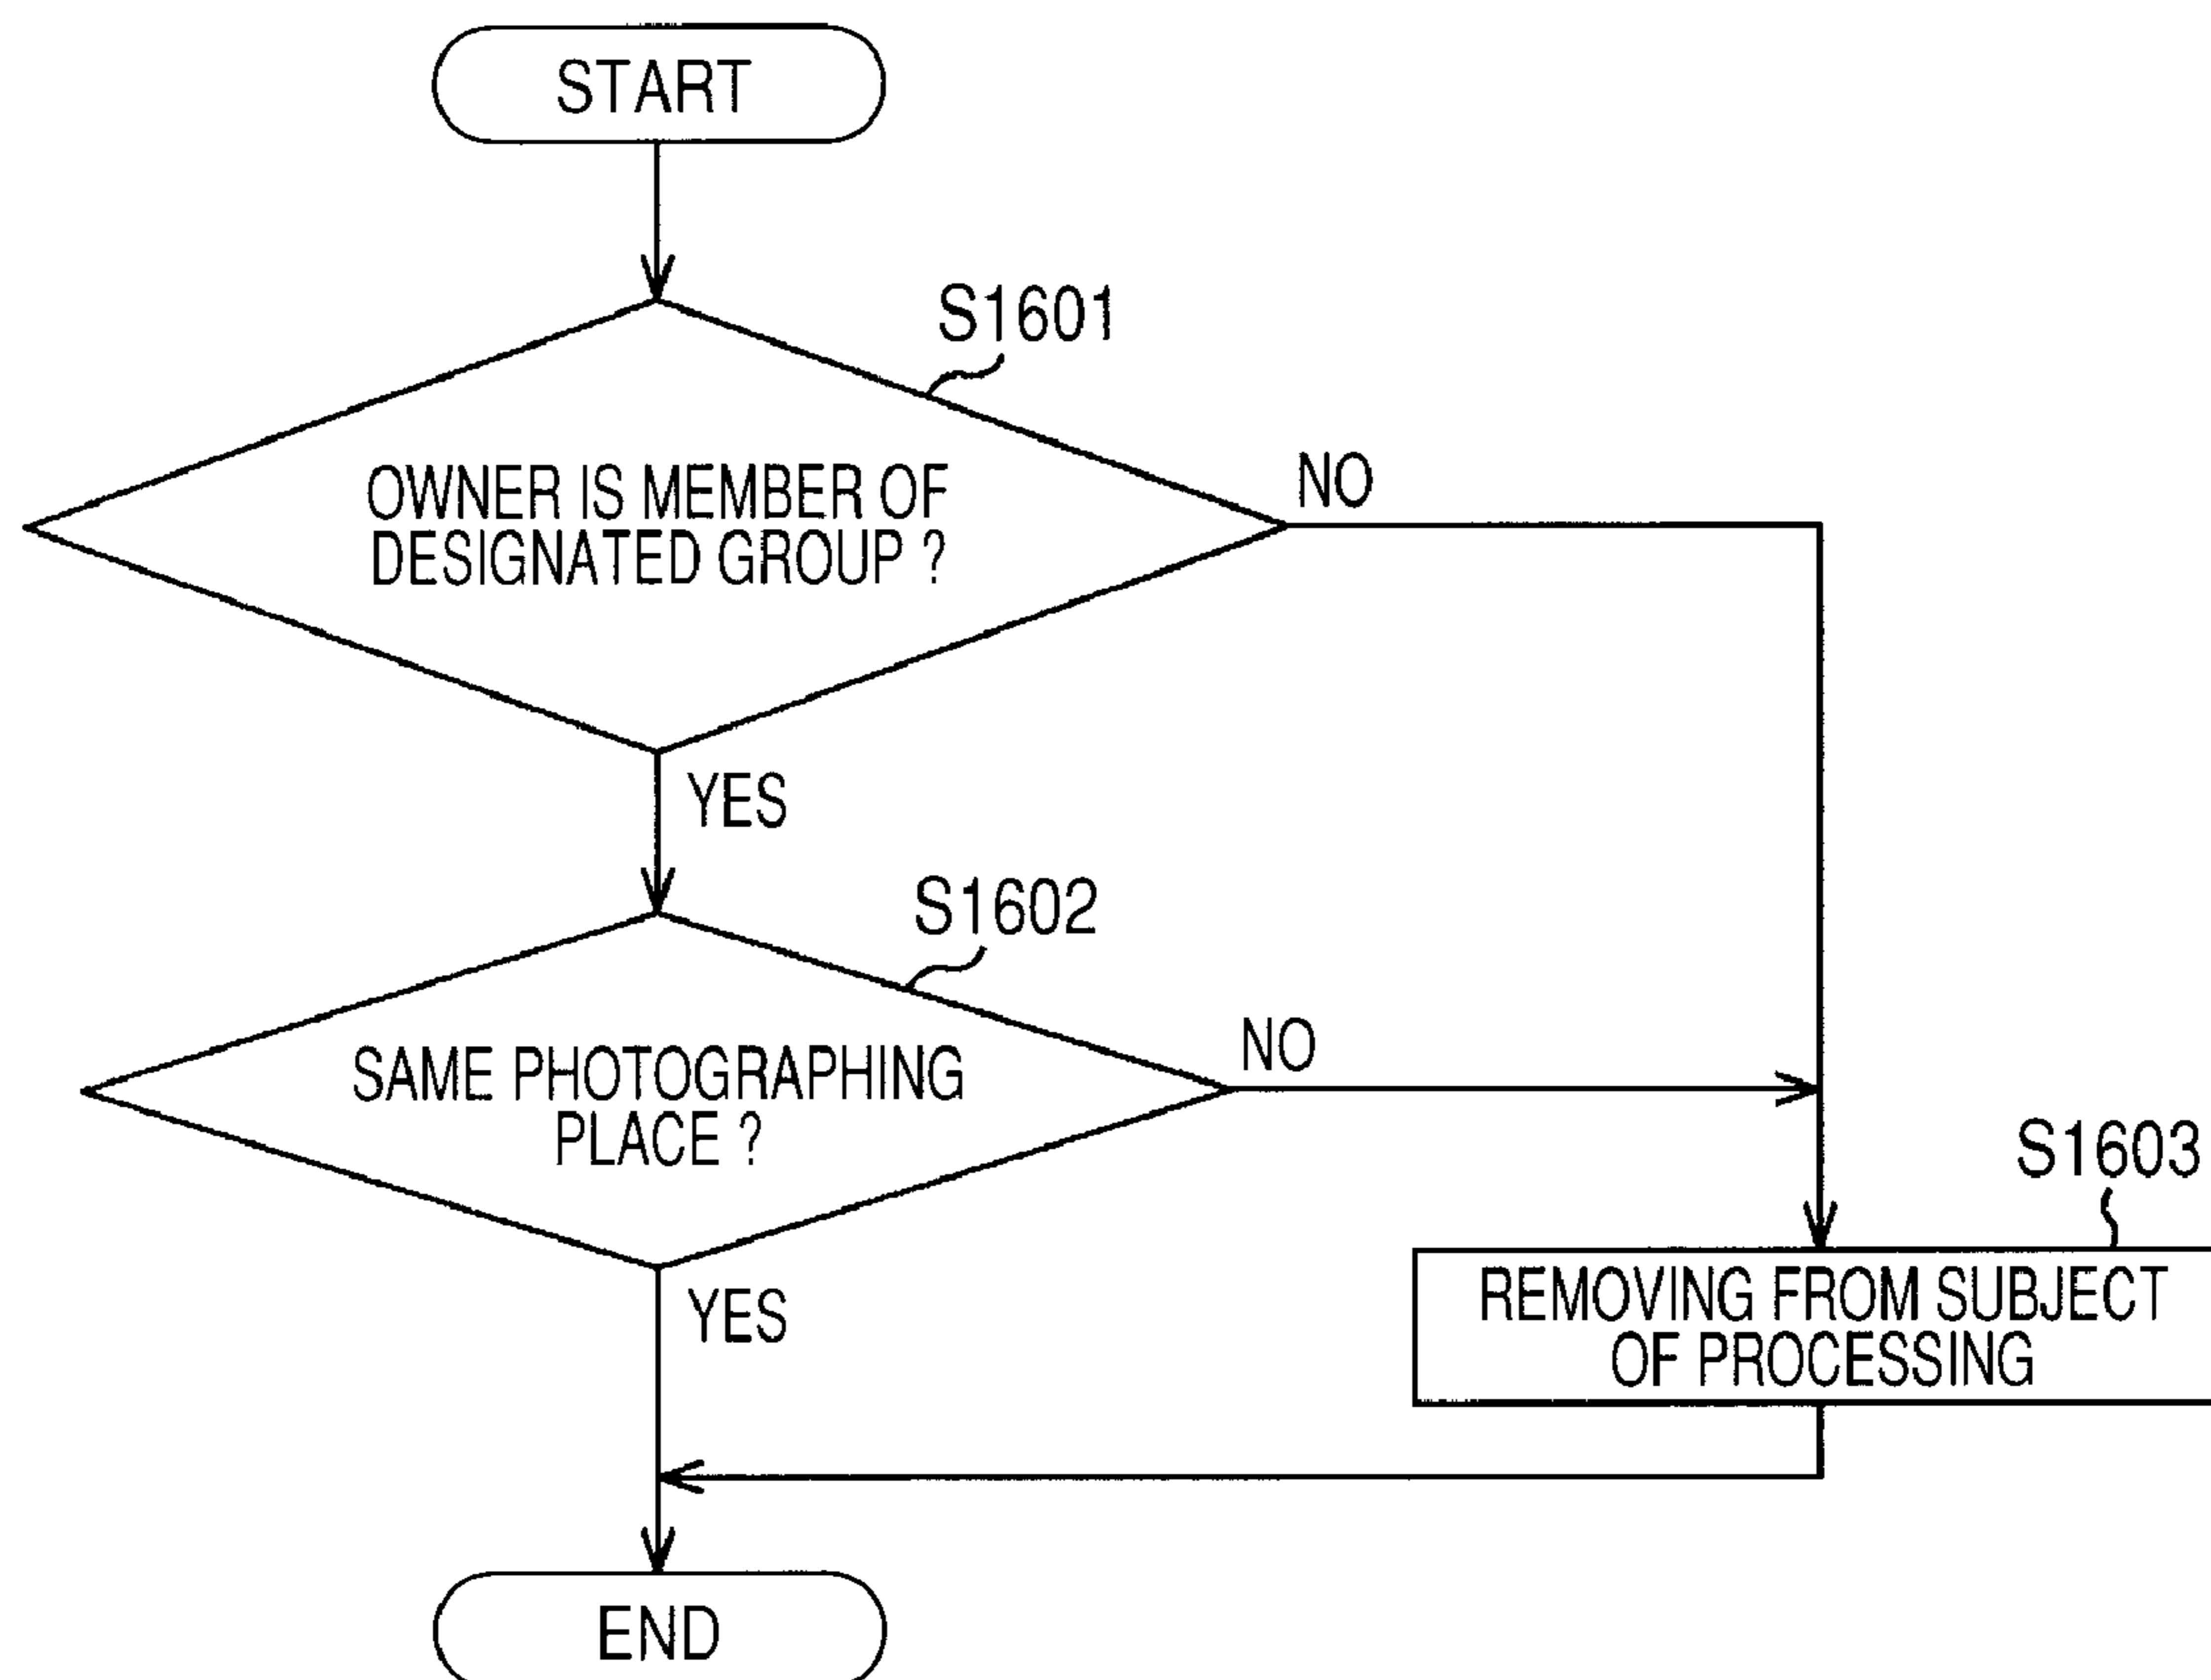 START
S1601
OWNER IS MEMBER OF
DESIGNATED GROUP ?
NO
YES
S1602
SAME PHOTOGRAPHING
PLACE ?
NO
YES
S1603
REMOVING FROM SUBJECT
OF PROCESSING
END